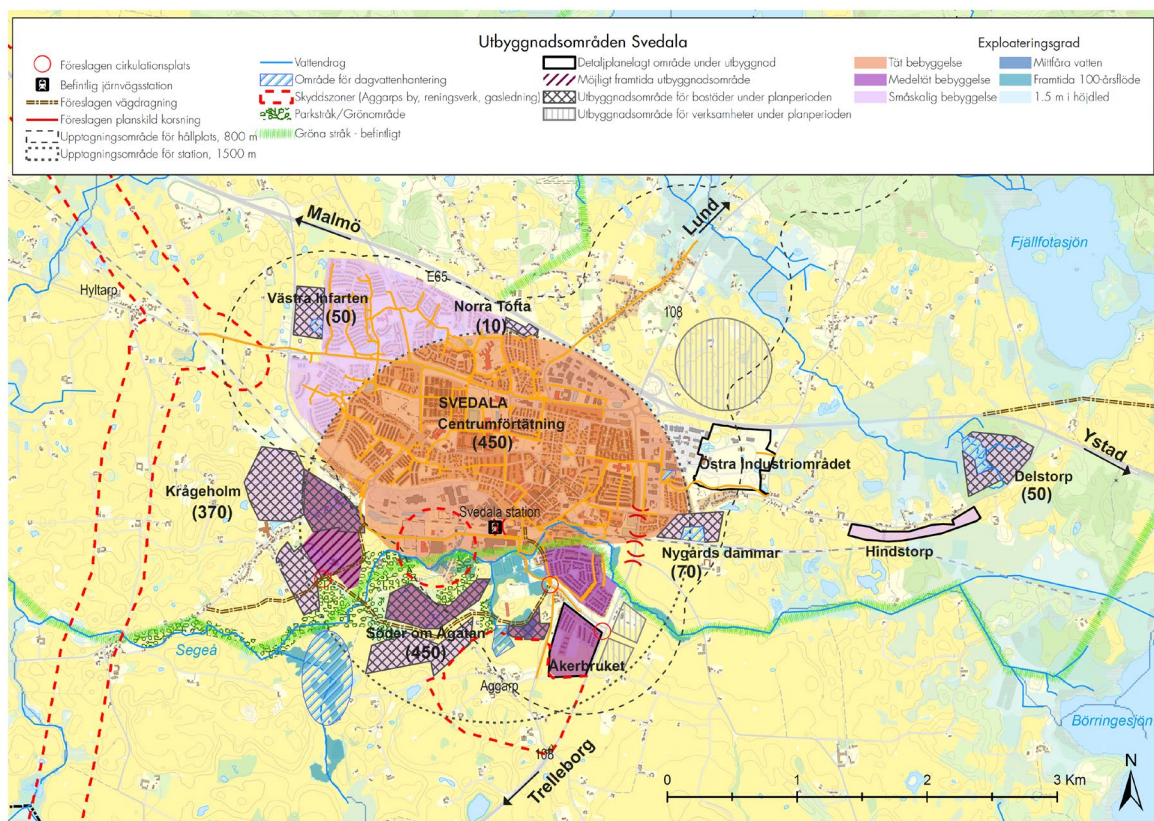 Utbyggnadsområden Svedala
Föreslagen cirkulationsplats
Befintlig järnvägsstation
Föreslagen vägdragning
Föreslagen planskild korsning
Upptagningsområde för hållplats, 800 m
Upptagningsområde för station, 1500 m
Vattendrag
Område för dagvattenhantering
Skyddszoner (Aggarps by, reningsverk, gasledning)
Parkstråk/Grönområde
Gröna stråk - befintligt
Detaljplanelagt område under utbyggnad
Möjligt framtida utbyggnadsområde
Utbyggnadsområde för bostäder under planperioden
Utbyggnadsområde för verksamheter under planperioden
Exploateringsgrad
Tät bebyggelse
Medeltät bebyggelse
Småskalig bebyggelse
Mittfåra vatten
Framtida 100-årsflöde
1.5 m i höjdled
Malmö
Lund
Fjällfotasjön
E65
Hyltarp
Västra Infarten
(50)
Norra Tofta
(10)
108
SVEDALA
Centrumförtätning
(450)
Ystad
Östra Industriområdet
Delstorp
(50)
Krågeholm
(370)
Svedala station
Hindstorp
Nygårds dammar
(70)
Söder om Ågatan
(450)
Segeå
Åkerbruket
Aggarp
Börringesjön
108
Trelleborg
N
0 1 2 3 Km